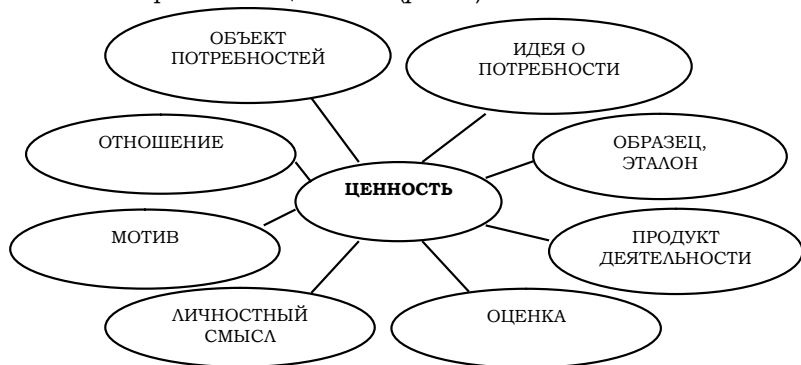 ОБЪЕКТ
ПОТРЕБНОСТЕЙ
ИДЕЯ О
ПОТРЕБНОСТИ
ОТНОШЕНИЕ
ОБРАЗЕЦ,
ЭТАЛОН
ЦЕННОСТЬ
МОТИВ
ПРОДУКТ
ДЕЯТЕЛЬНОСТИ
ЛИЧНОСТНЫЙ
СМЫСЛ
ОЦЕНКА